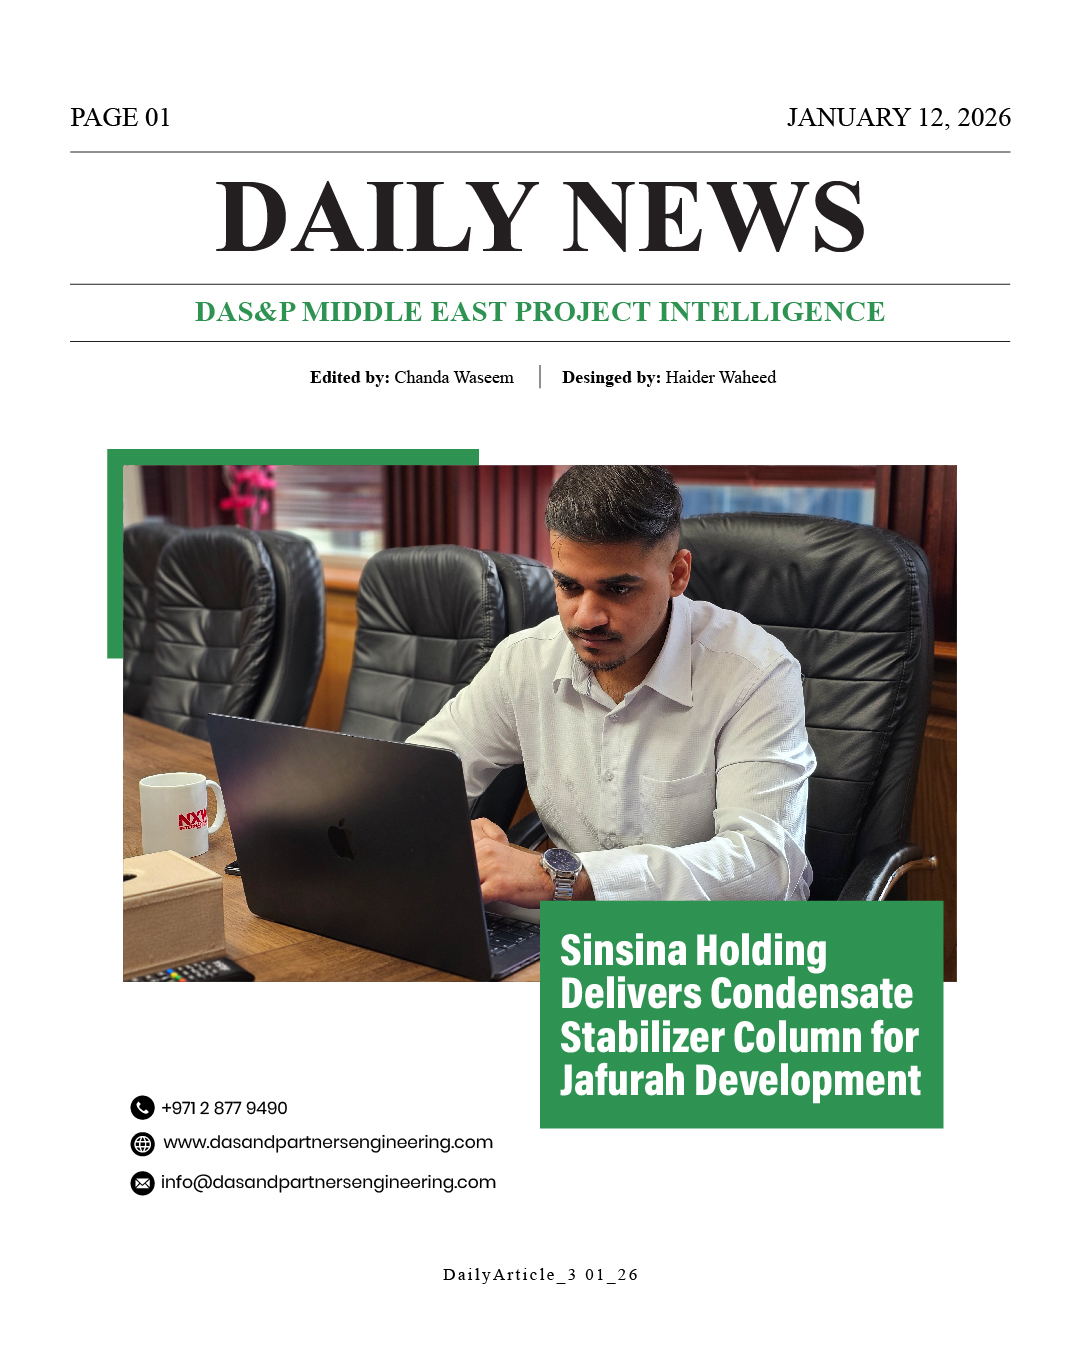 PAGE 01
JANUARY 12, 2026
DAILY NEWS
DAS&P MIDDLE EAST PROJECT INTELLIGENCE
Edited by: Chanda Waseem
Desinged by: Haider Waheed
Sinsina Holding
Delivers Condensate
Stabilizer Column for
Jafurah Development
+971 2 877 9490
www.dasandpartnersengineering.com
info@dasandpartnersengineering.com
DailyArticle_3 01_26